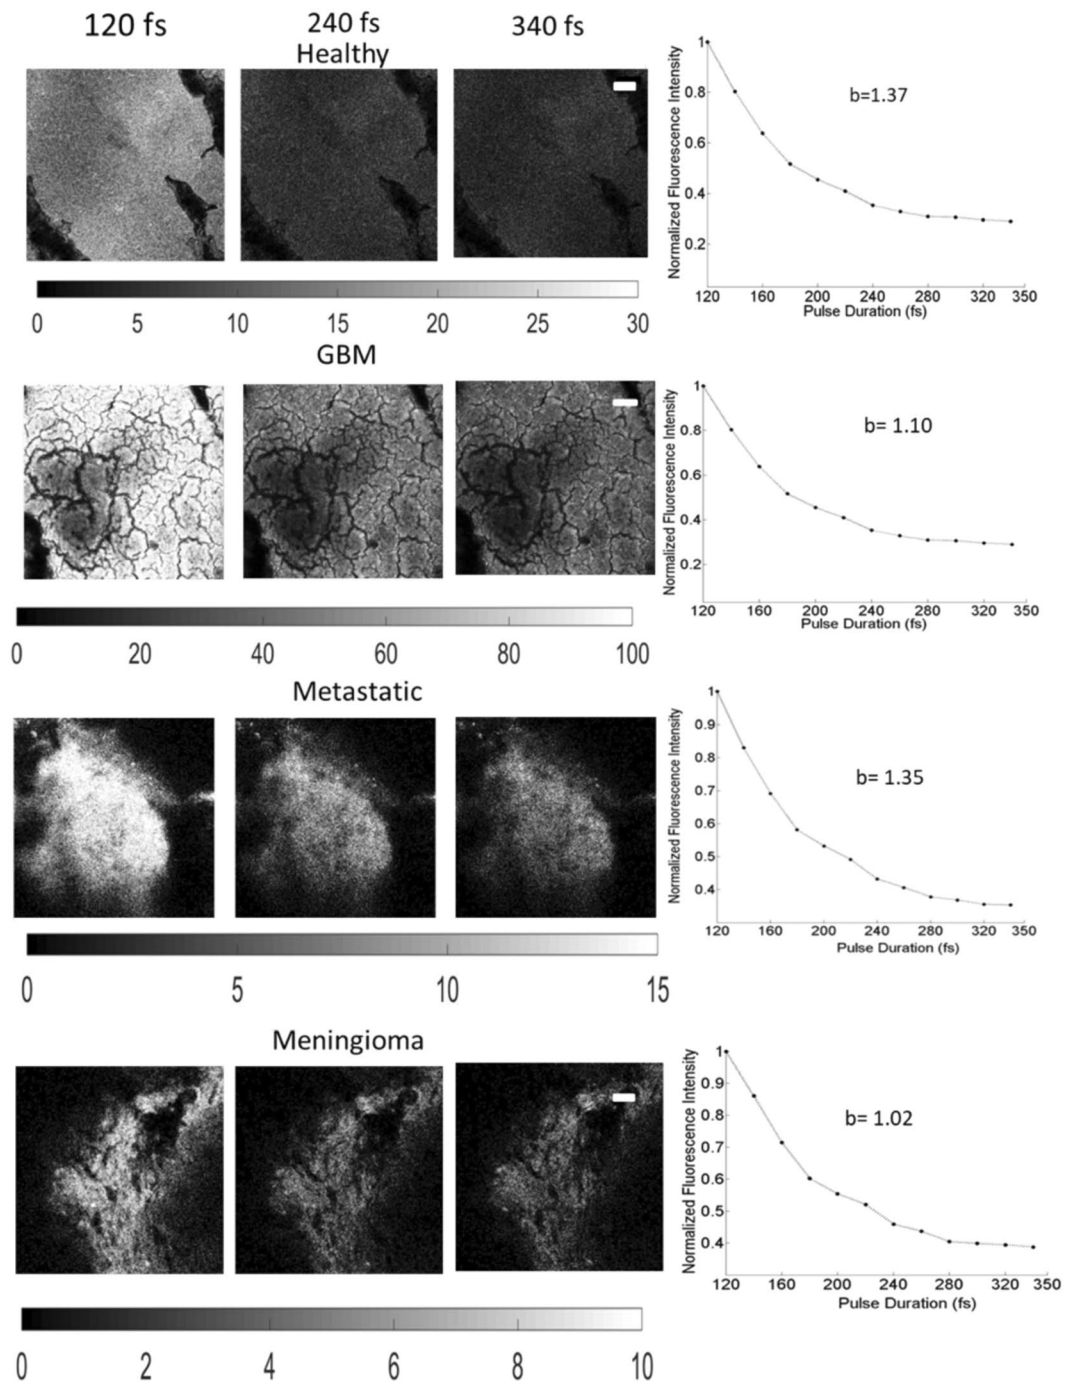 120 fs 240 fs 340 fs
Healthy
0 5 10 15 20 25 30
Normalized Fluorescence Intensity
1
0.8
0.6
0.4
0.2
b=1.37
120 160 200 240 280 320 350
Pulse Duration (fs)
GBM
0 20 40 60 80 100
Normalized Fluorescence Intensity
1
0.8
0.6
0.4
0.2
b= 1.10
120 160 200 240 280 320 350
Pulse Duration (fs)
Metastatic
0 5 10 15
Normalized Fluorescence Intensity
1
0.9
0.8
0.7
0.6
0.5
0.4
b= 1.35
120 160 200 240 280 320 350
Pulse Duration (fs)
Meningioma
0 2 4 6 8 10
Normalized Fluorescence Intensity
1
0.9
0.8
0.7
0.6
0.5
0.4
b= 1.02
120 160 200 240 280 320 350
Pulse Duration (fs)